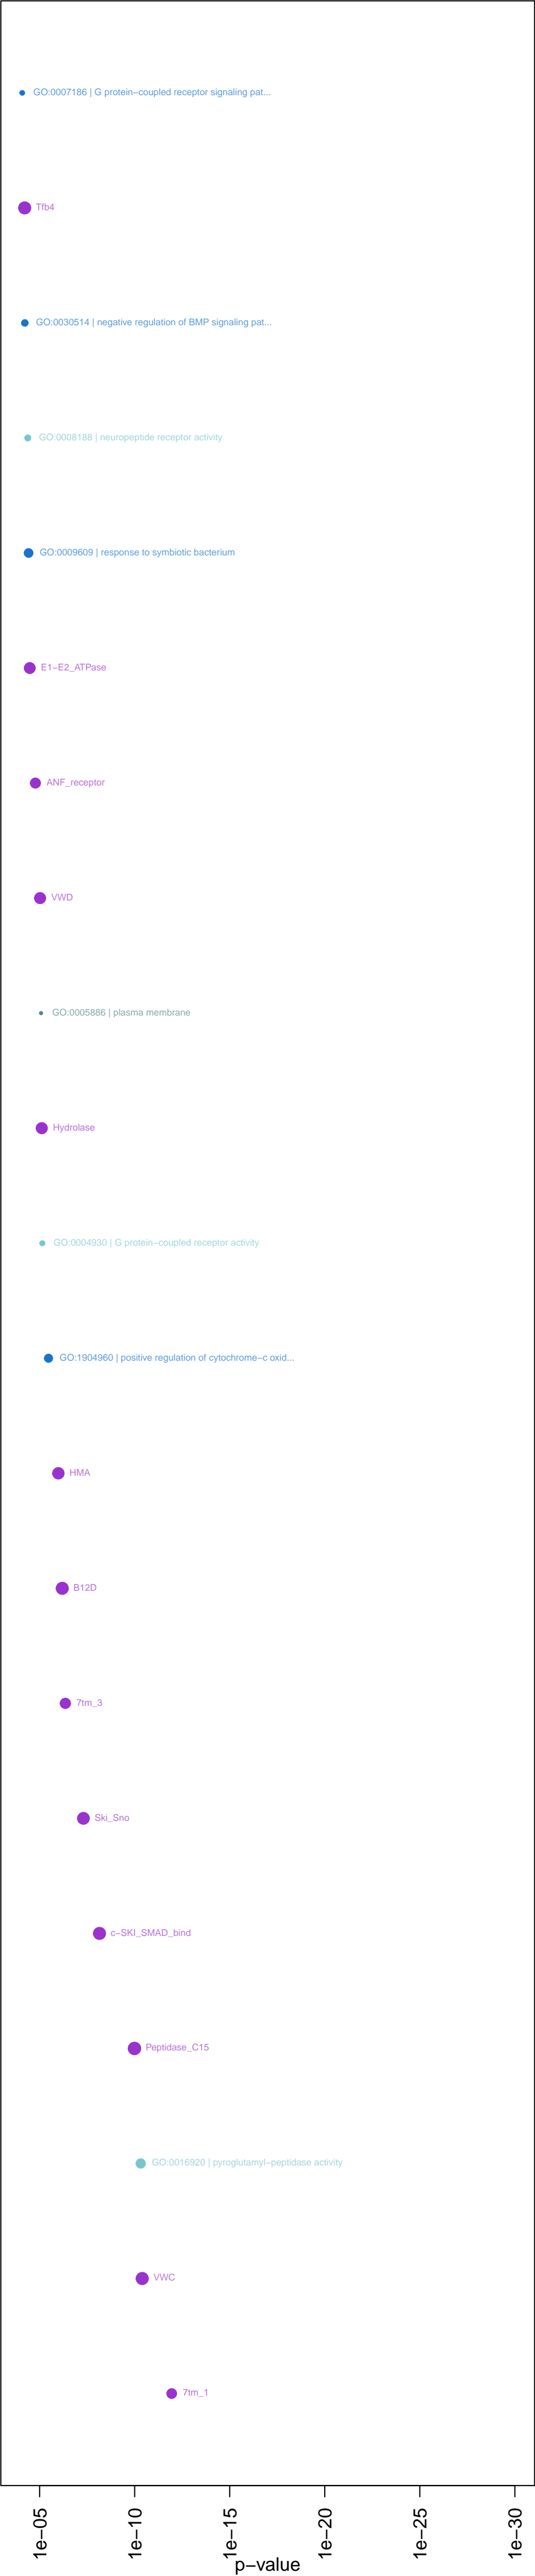 GO:0007186 | G protein−coupled receptor signaling pat...
Tfb4
GO:0030514 | negative regulation of BMP signaling pat...
GO:0008188 | neuropeptide receptor activity
GO:0009609 | response to symbiotic bacterium
E1−E2_ATPase
ANF_receptor
VWD
GO:0005886 | plasma membrane
Hydrolase
GO:0004930 | G protein−coupled receptor activity
GO:1904960 | positive regulation of cytochrome−c oxid...
HMA
B12D
7tm_3
Ski_Sno
c−SKI_SMAD_bind
Peptidase_C15
GO:0016920 | pyroglutamyl−peptidase activity
VWC
7tm_1
1e−05
1e−10
1e−15
1e−20
1e−25
1e−30
p−value